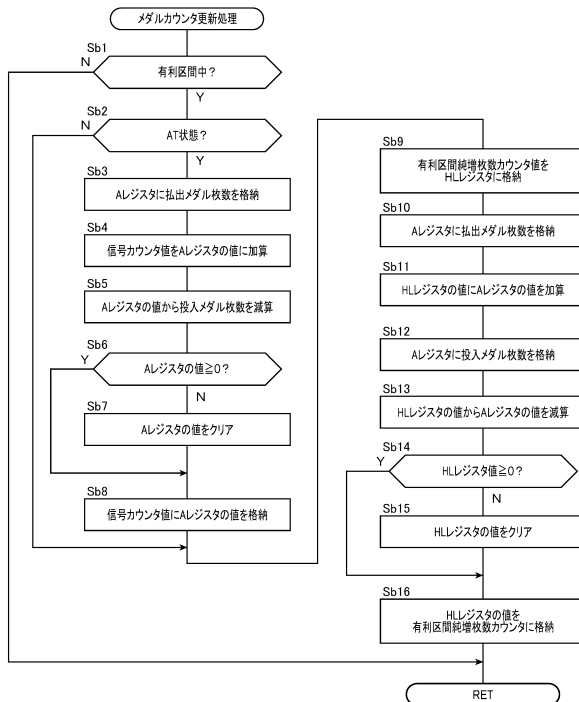 メダルカウンタ更新処理
Sb1
N
有利区間中？
Y
Sb2
N
AT状態？
Y
Sb3
Aレジスタに払出メダル枚数を格納
Sb4
信号カウンタ値をAレジスタの値に加算
Sb5
Aレジスタの値から投入メダル枚数を減算
Sb6
Y
Aレジスタの値≧0？
N
Sb7
Aレジスタの値をクリア
Sb8
信号カウンタ値にAレジスタの値を格納
Sb9
有利区間純増枚数カウンタ値を
HLレジスタに格納
Sb10
Aレジスタに払出メダル枚数を格納
Sb11
HLレジスタの値にAレジスタの値を加算
Sb12
Aレジスタに投入メダル枚数を格納
Sb13
HLレジスタの値からAレジスタの値を減算
Sb14
Y
HLレジスタ値≧0？
N
Sb15
HLレジスタの値をクリア
Sb16
HLレジスタの値を
有利区間純増枚数カウンタに格納
RET